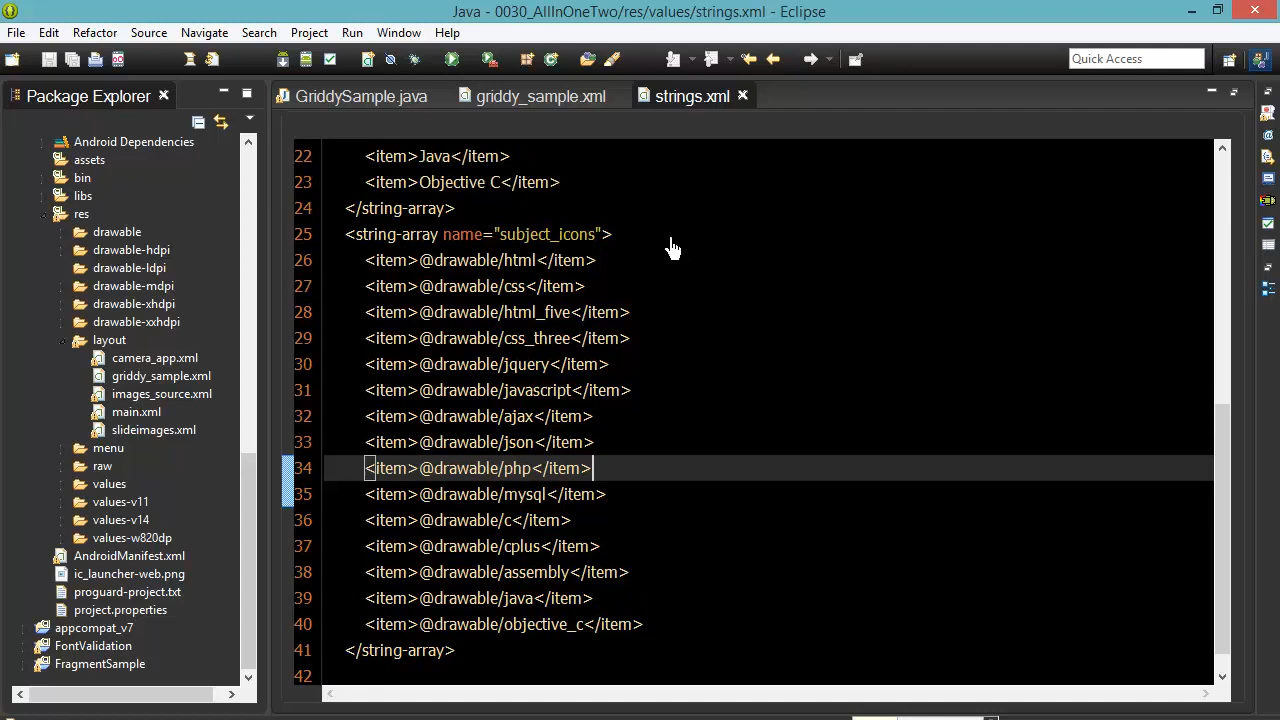 Java - 0030_AllInOneTwo/res/values/strings.xml - Eclipse
File Edit Refactor Source Navigate Search Project Run Window Help
Quick Access
Package Explorer
GriddySample.java griddy_sample.xml strings.xml
Android Dependencies
assets
bin
libs
res
drawable
drawable-hdpi
drawable-ldpi
drawable-mdpi
drawable-xhdpi
drawable-xxhdpi
layout
camera_app.xml
griddy_sample.xml
images_source.xml
main.xml
slideimages.xml
menu
raw
values
values-v11
values-v14
values-w820dp
AndroidManifest.xml
ic_launcher-web.png
proguard-project.txt
project.properties
appcompat_v7
FontValidation
FragmentSample
22 <item>Java</item>
23 <item>Objective C</item>
24 </string-array>
25 <string-array name="subject_icons">
26 <item>@drawable/html</item>
27 <item>@drawable/css</item>
28 <item>@drawable/html_five</item>
29 <item>@drawable/css_three</item>
30 <item>@drawable/jquery</item>
31 <item>@drawable/javascript</item>
32 <item>@drawable/ajax</item>
33 <item>@drawable/json</item>
34 <item>@drawable/php</item>
35 <item>@drawable/mysql</item>
36 <item>@drawable/c</item>
37 <item>@drawable/cplus</item>
38 <item>@drawable/assembly</item>
39 <item>@drawable/java</item>
40 <item>@drawable/objective_c</item>
41 </string-array>
42